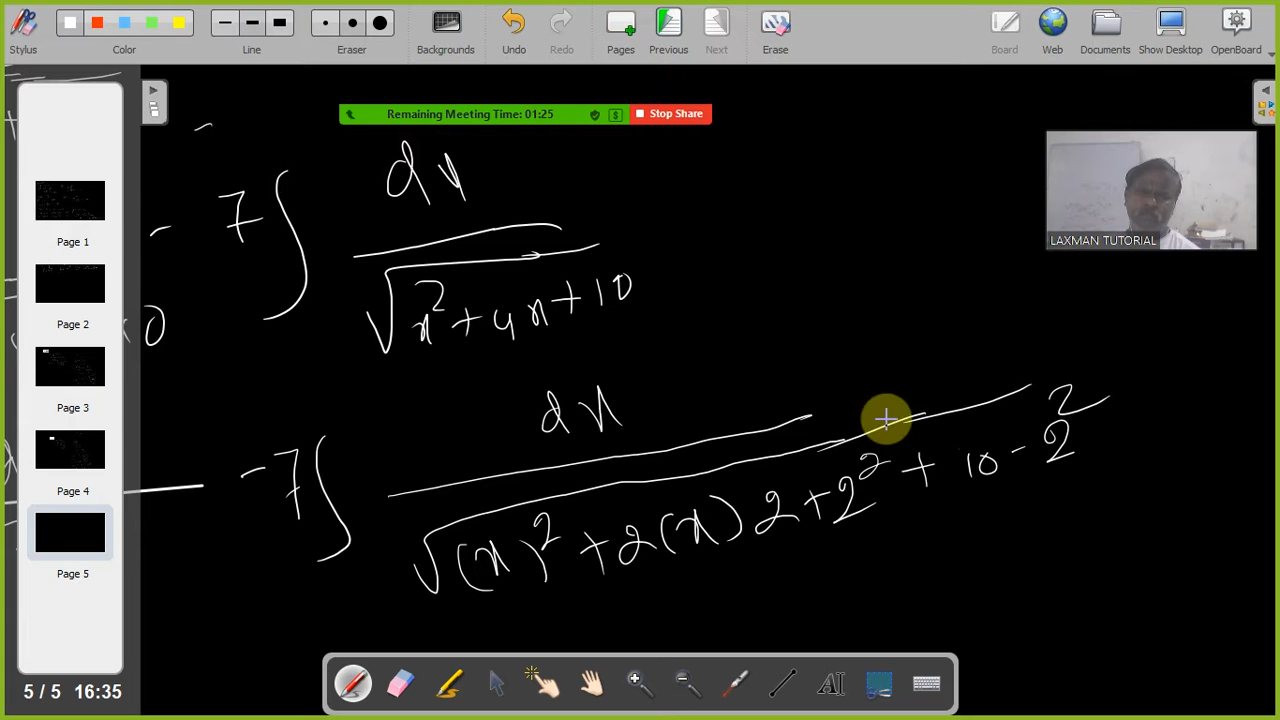 Stylus Color Line Eraser Backgrounds Undo Redo Pages Previous Next Erase Board Web Documents Show Desktop OpenBoard
Remaining Meeting Time: 01:25 $ Stop Share
- 7∫ dx
√x²+4x+10
-7∫ dx
√(x)²+2(x)2+2²+10-2²
LAXMAN TUTORIAL
Page 1
Page 2
Page 3
Page 4
Page 5
5 / 5 16:35
AI